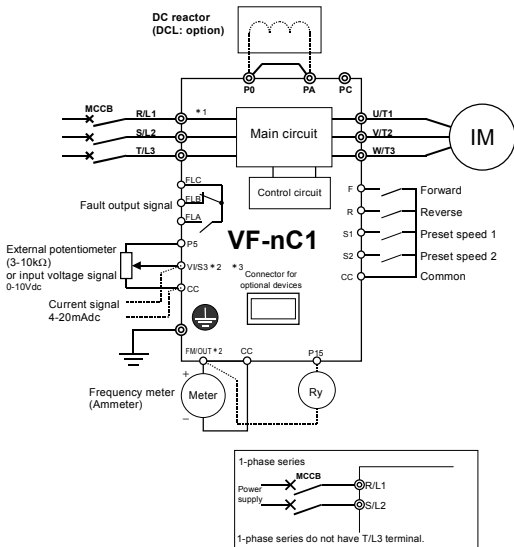 DC reactor
(DCL: option)
P0 PA PC
MCCB
R/L1 *1 U/T1
S/L2 Main circuit V/T2 IM
T/L3 W/T3
FLC
Control circuit F Forward
Fault output signal FLB
R Reverse
FLA
VF-nC1 S1 Preset speed 1
P5
External potentiometer
(3-10kΩ) S2 Preset speed 2
or input voltage signal VI/S3*2 *3
0-10Vdc
Connector for
optional devices
CC CC Common
Current signal
4-20mAdc
FM/OUT*2 CC P15
+
Frequency meter
(Ammeter) Meter Ry
−
1-phase series
MCCB
Power
supply
R/L1
S/L2
1-phase series do not have T/L3 terminal.